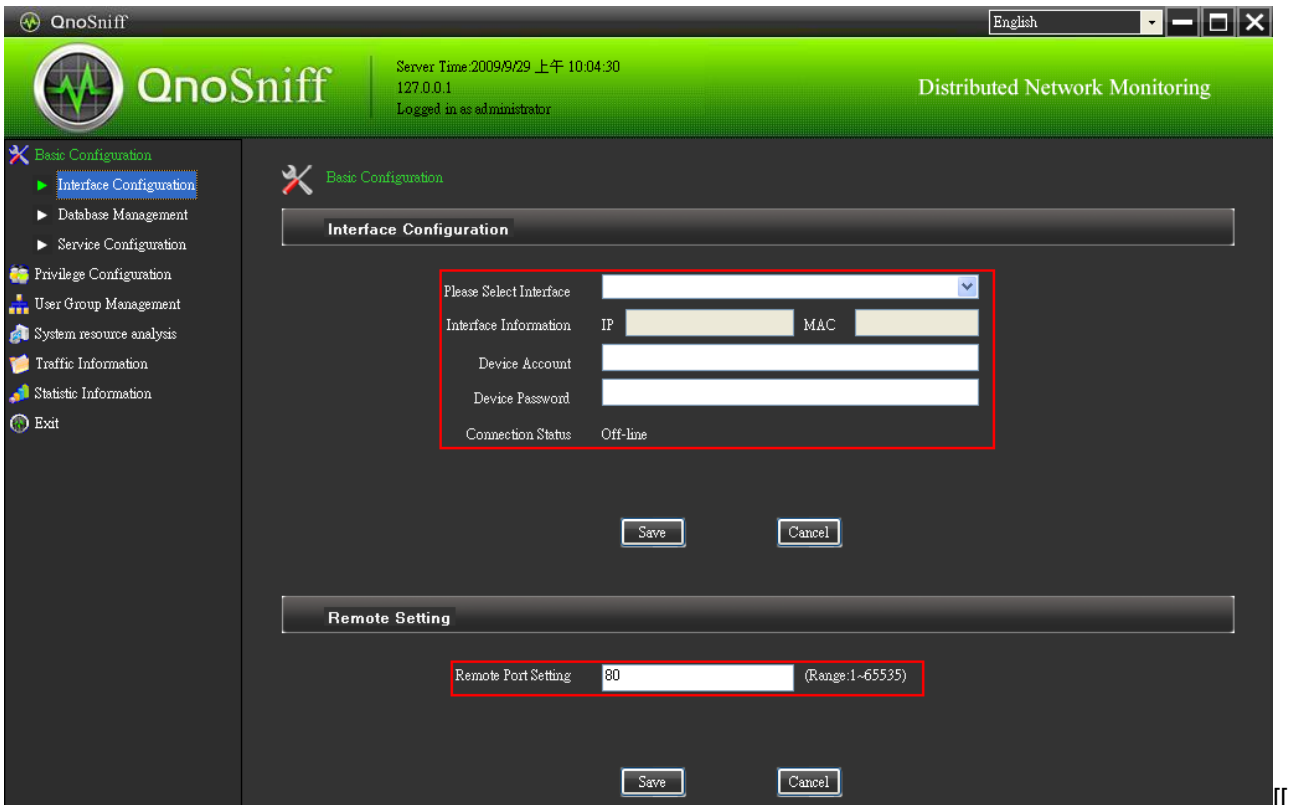 QnoSniff
English
QnoSniff
Server Time:2009/9/29 上午 10:04:30
127.0.0.1
Logged in as administrator
Distributed Network Monitoring
Basic Configuration
Interface Configuration
Database Management
Service Configuration
Privilege Configuration
User Group Management
System resource analysis
Traffic Information
Statistic Information
Exit
Basic Configuration
Interface Configuration
Please Select Interface
Interface Information IP MAC
Device Account
Device Password
Connection Status Off-line
Save Cancel
Remote Setting
Remote Port Setting 80 (Range:1~65535)
Save Cancel
[[